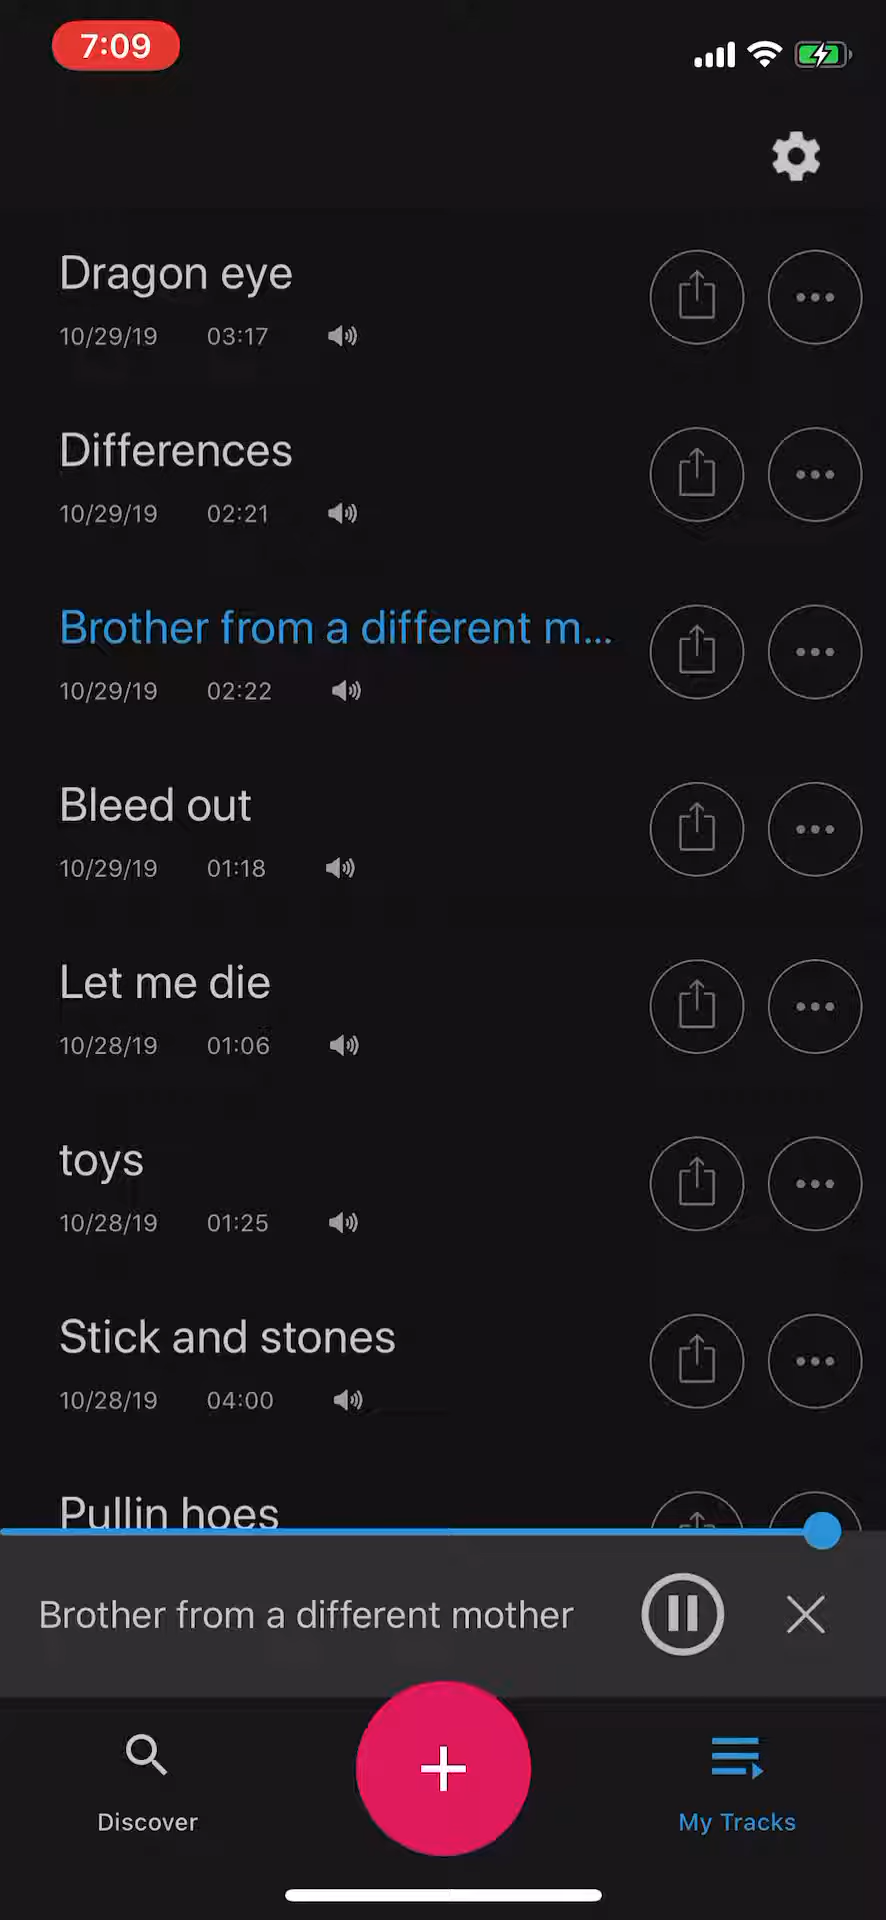 7:09
Dragon eye
10/29/19 03:17
Differences
10/29/19 02:21
Brother from a different m...
10/29/19 02:22
Bleed out
10/29/19 01:18
Let me die
10/28/19 01:06
toys
10/28/19 01:25
Stick and stones
10/28/19 04:00
Pullin hoes
Brother from a different mother
Discover
My Tracks